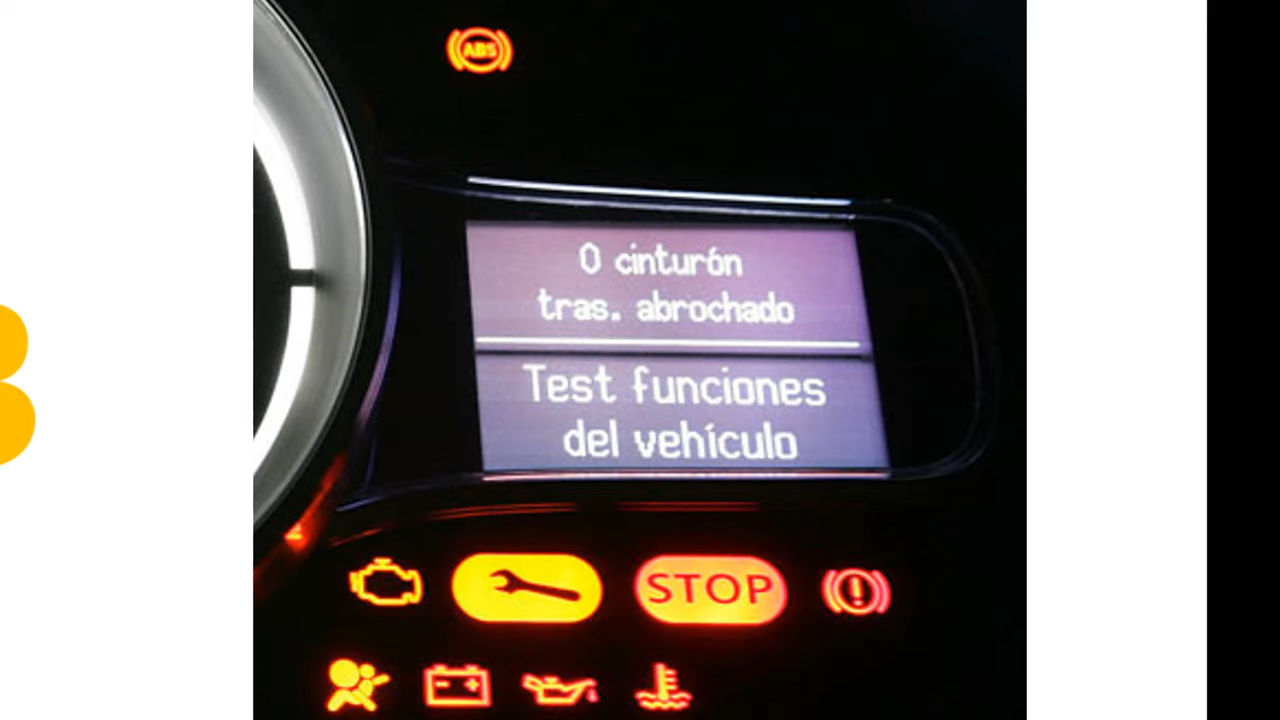 ABS
0 cinturón
tras. abrochado
Test funciones
del vehículo
STOP